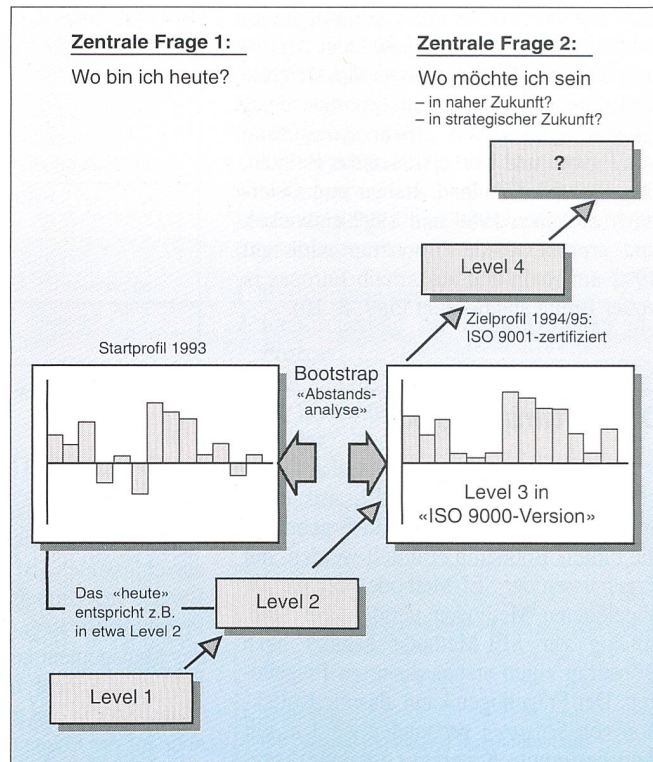 Zentrale Frage 1:
Wo bin ich heute?
Zentrale Frage 2:
Wo möchte ich sein
– in naher Zukunft?
– in strategischer Zukunft?
?
Level 4
Zielprofil 1994/95:
ISO 9001-zertifiziert
Startprofil 1993
Bootstrap
«Abstands-
analyse»
Level 3 in
«ISO 9000-Version»
Das «heute»
entspricht z.B.
in etwa Level 2
Level 2
Level 1